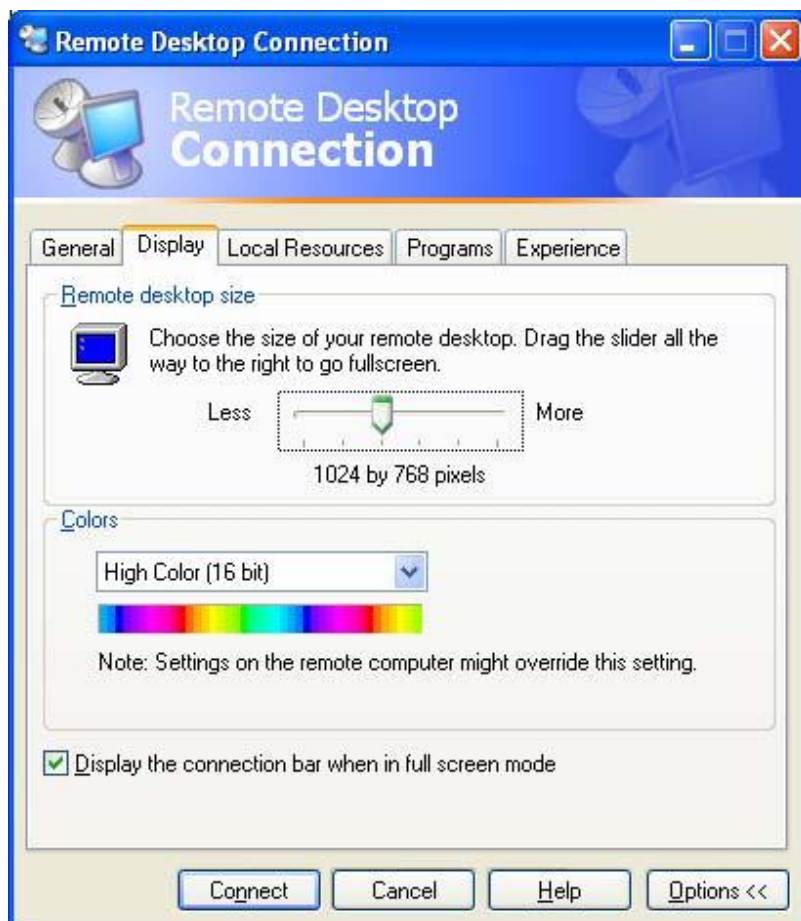 Remote Desktop Connection
Remote Desktop
Connection
General Display Local Resources Programs Experience
Remote desktop size
Choose the size of your remote desktop. Drag the slider all the
way to the right to go fullscreen.
Less More
1024 by 768 pixels
Colors
High Color (16 bit)
Note: Settings on the remote computer might override this setting.
Display the connection bar when in full screen mode
Connect Cancel Help Options <<